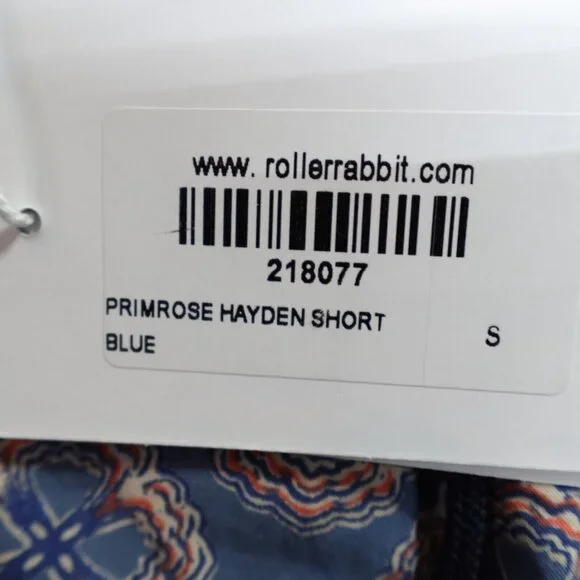 www. rollerrabbit.com
218077
PRIMROSE HAYDEN SHORT
BLUE
S